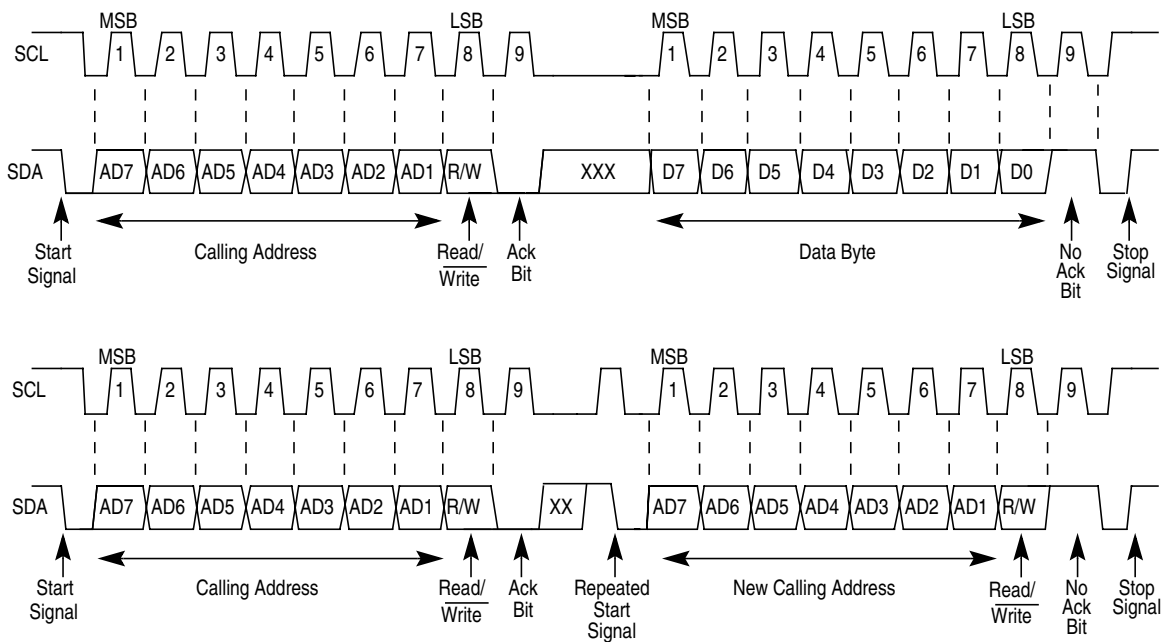 MSB LSB MSB LSB
SCL 1 2 3 4 5 6 7 8 9 1 2 3 4 5 6 7 8 9
SDA AD7 AD6 AD5 AD4 AD3 AD2 AD1 R/W XXX D7 D6 D5 D4 D3 D2 D1 D0
Start Signal
Calling Address
Read/
Write
Ack
Bit
Data Byte
No
Ack
Bit
Stop
Signal
MSB LSB MSB LSB
SCL 1 2 3 4 5 6 7 8 9 1 2 3 4 5 6 7 8 9
SDA AD7 AD6 AD5 AD4 AD3 AD2 AD1 R/W XX AD7 AD6 AD5 AD4 AD3 AD2 AD1 R/W
Start
Signal
Calling Address
Read/
Write
Ack
Bit
Repeated
Start
Signal
New Calling Address
Read/
Write
No
Ack
Bit
Stop
Signal